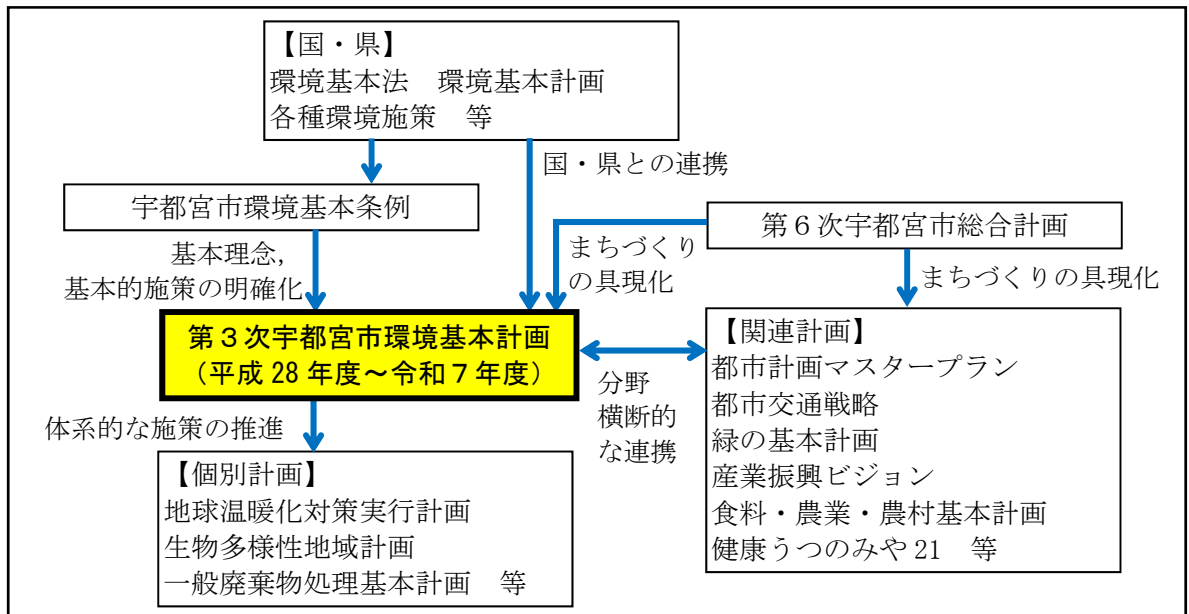 【国・県】
環境基本法　環境基本計画
各種環境施策　等
国・県との連携
宇都宮市環境基本条例
第６次宇都宮市総合計画
基本理念，
基本的施策の明確化
まちづくり
の具現化
まちづくりの具現化
第３次宇都宮市環境基本計画
（平成 28 年度～令和７年度）
分野
横断的
な連携
【関連計画】
都市計画マスタープラン
都市交通戦略
緑の基本計画
産業振興ビジョン
食料・農業・農村基本計画
健康うつのみや 21　等
体系的な施策の推進
【個別計画】
地球温暖化対策実行計画
生物多様性地域計画
一般廃棄物処理基本計画　等